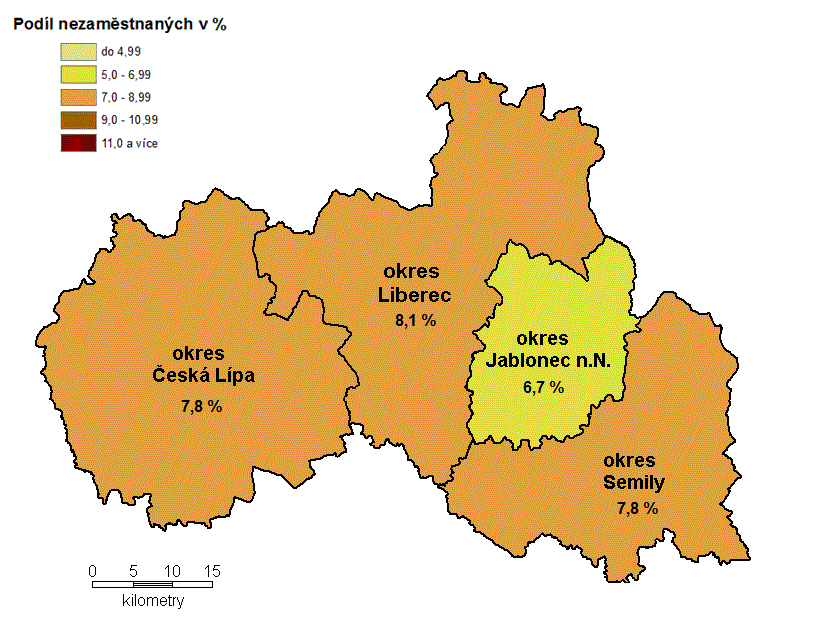 Podíl nezaměstnaných v %
do 4,99
5,0 - 6,99
7,0 - 8,99
9,0 - 10,99
11,0 a více
okres
Liberec
8,1 %
okres
Jablonec n.N.
6,7 %
okres
Česká Lípa
7,8 %
okres
Semily
7,8 %
0 5 10 15
kilometry